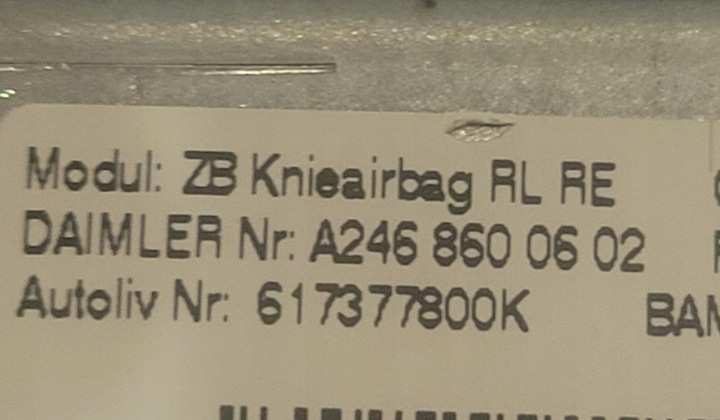 Modul: ZB Knieairbag RL RE
DAIMLER Nr: A246 860 06 02
Autoliv Nr: 617377800K